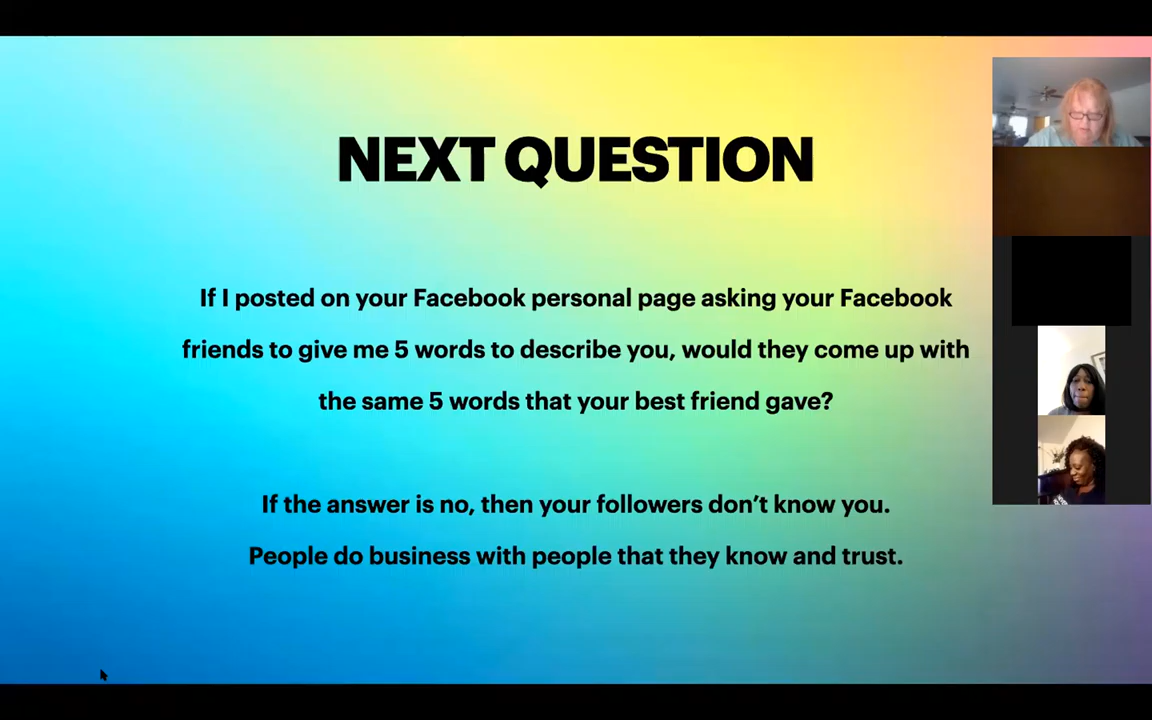 NEXT QUESTION
If I posted on your Facebook personal page asking your Facebook
friends to give me 5 words to describe you, would they come up with
the same 5 words that your best friend gave?
If the answer is no, then your followers don’t know you.
People do business with people that they know and trust.